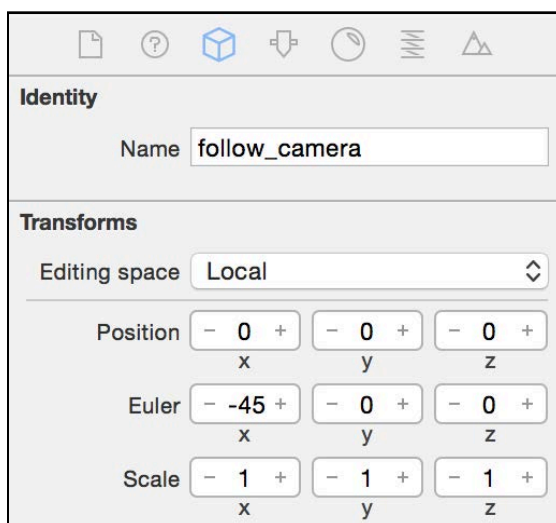 Identity
Name follow_camera
Transforms
Editing space Local
Position - 0 + - 0 + - 0 +
x y z
Euler - -45 + - 0 + - 0 +
x y z
Scale - 1 + - 1 + - 1 +
x y z